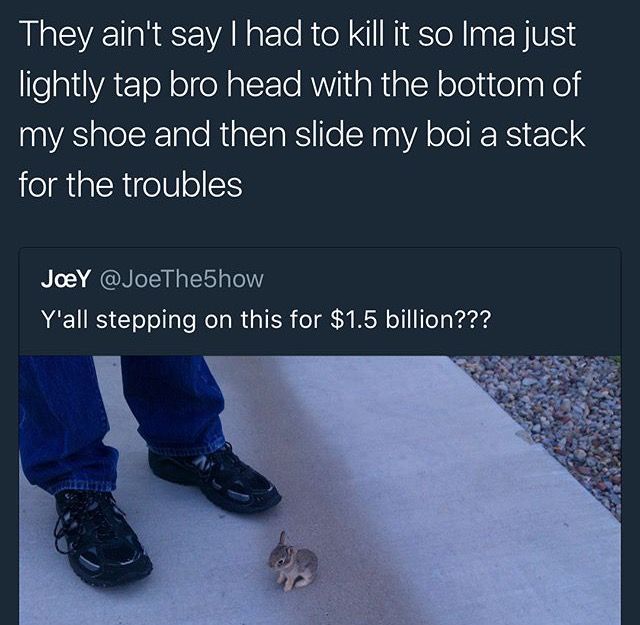 They ain't say I had to kill it so Ima just
lightly tap bro head with the bottom of
my shoe and then slide my boi a stack
for the troubles
JœY @JoeThe5how
Y'all stepping on this for $1.5 billion???